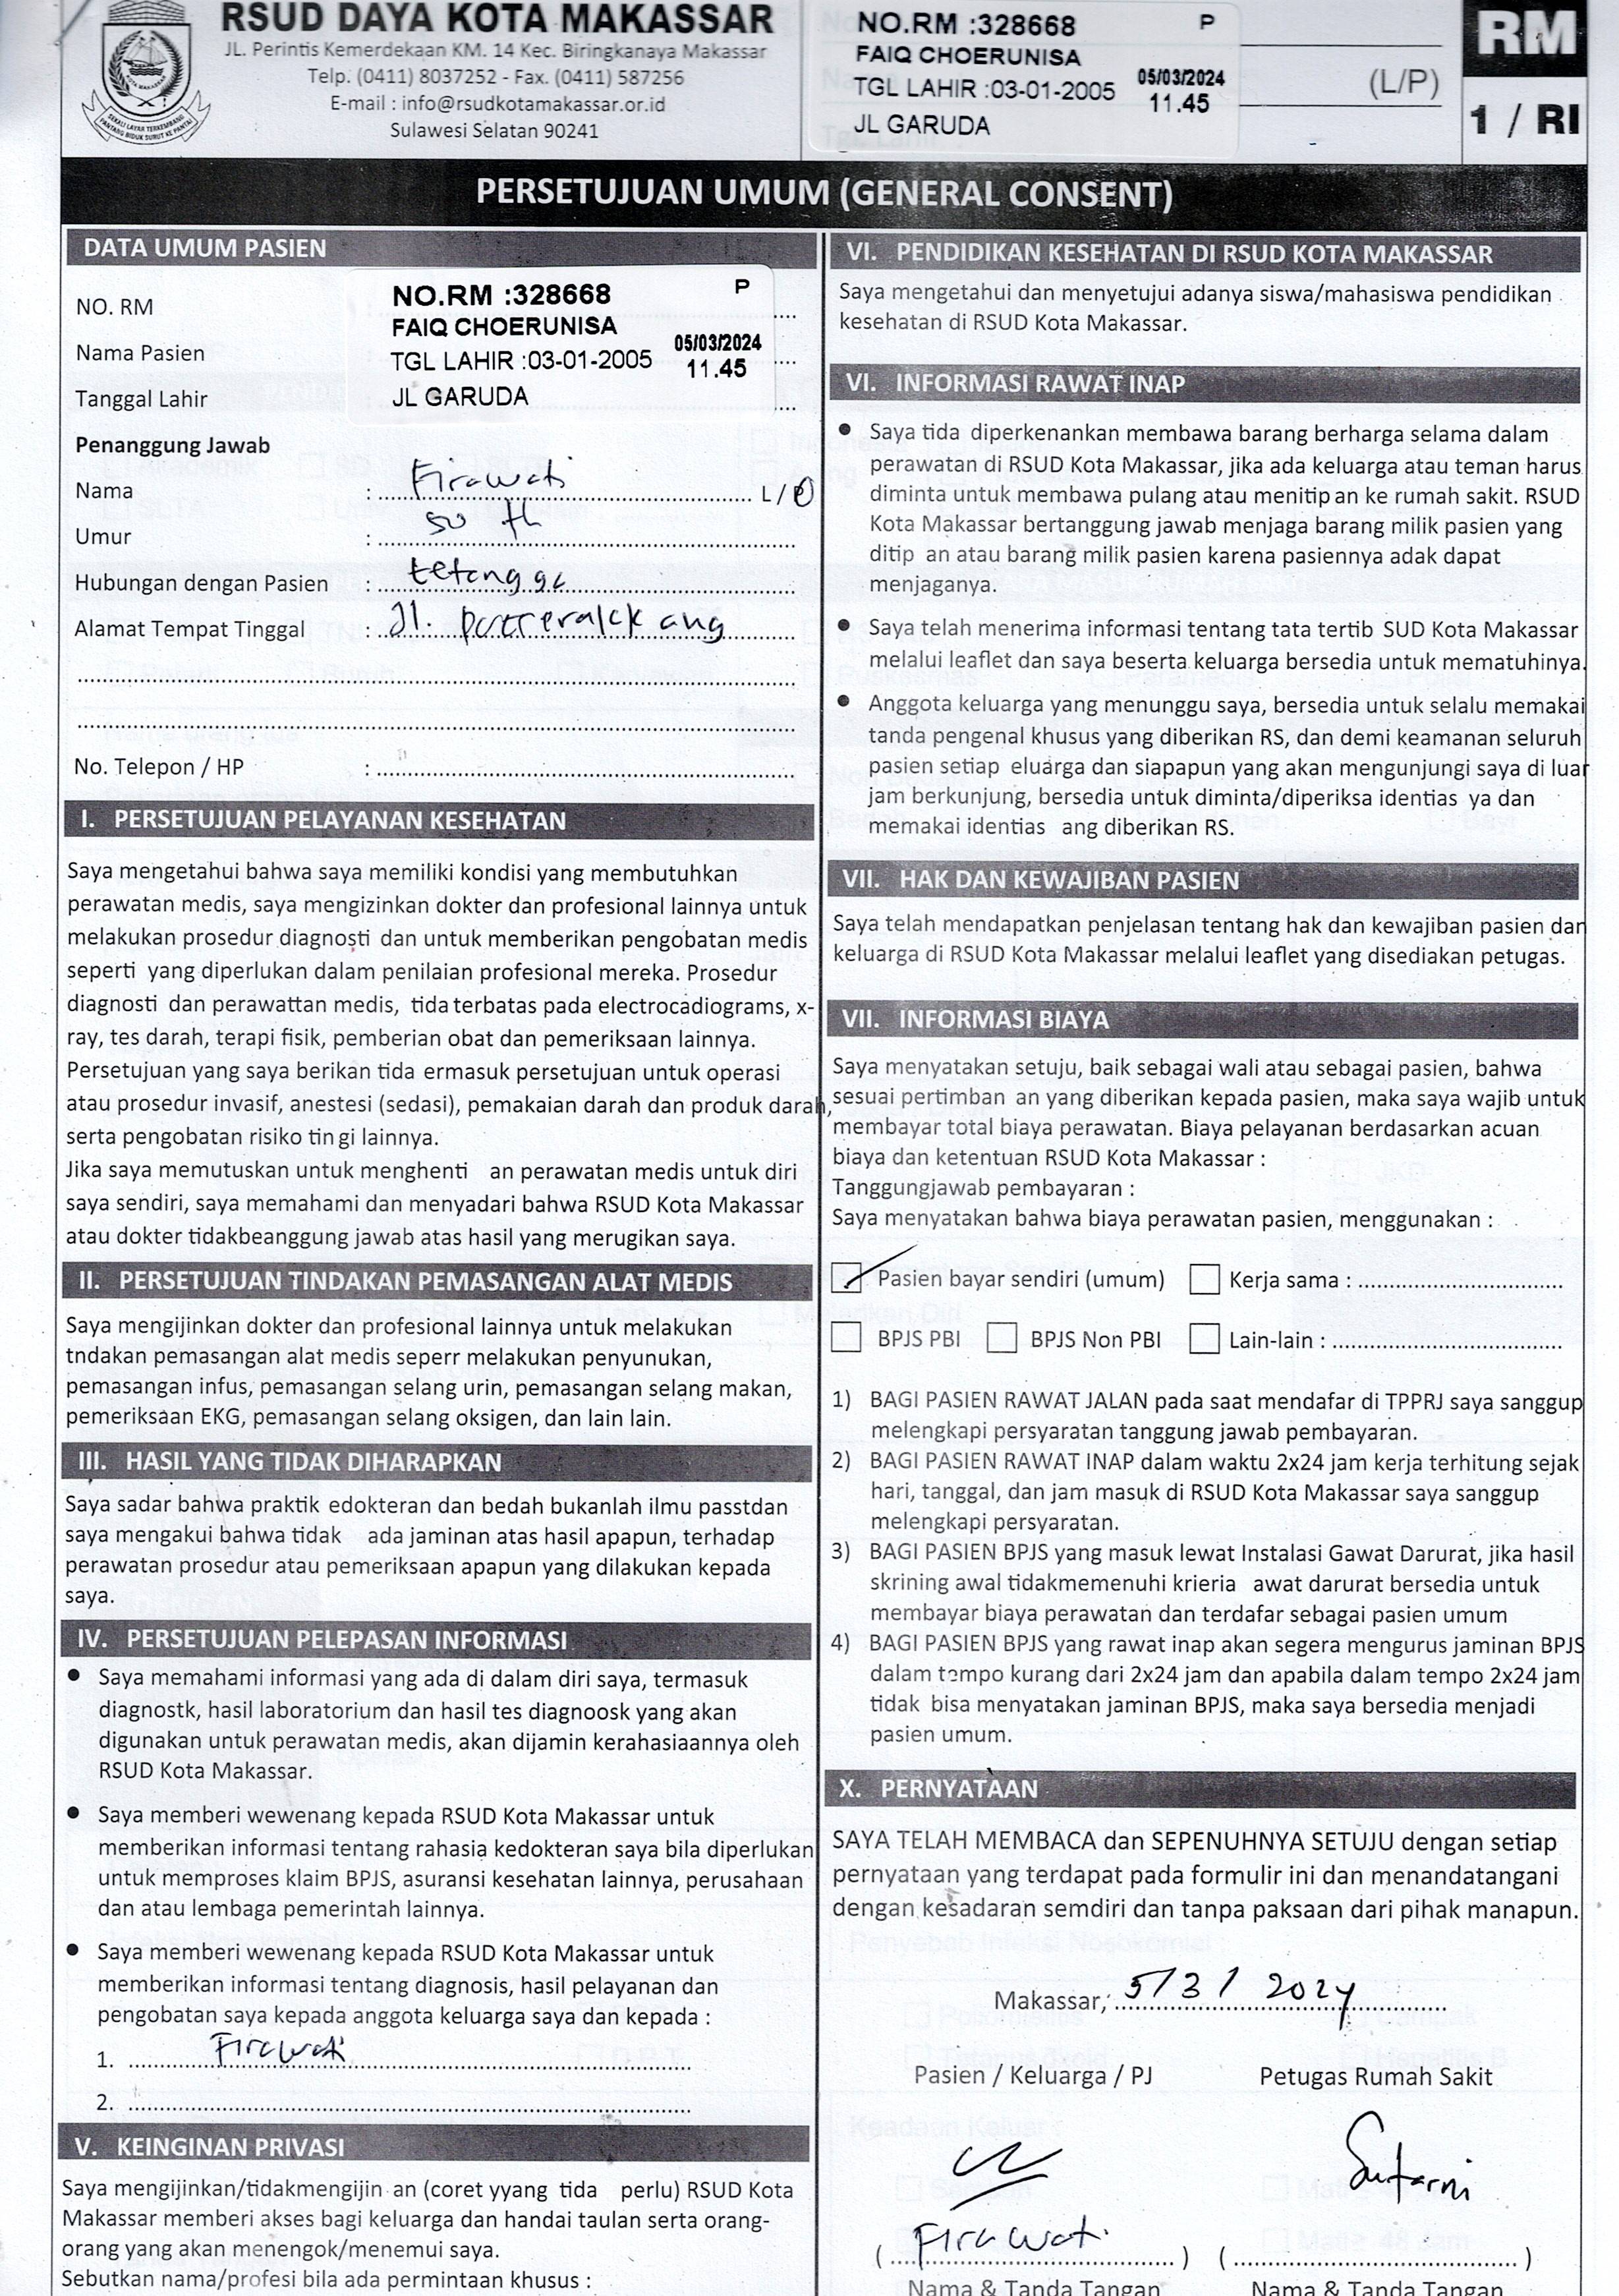 RSUD DAYA KOTA MAKASSAR
JL. Perintis Kemerdekaan KM. 14 Kec. Biringkanaya Makassar
Telp. (0411) 8037252 - Fax. (0411) 587256
E-mail : info@rsudkotamakassar.or.id
Sulawesi Selatan 90241
NO.RM :328668 P
FAIQ CHOERUNISA
TGL LAHIR :03-01-2005 05/03/2024
11.45
JL GARUDA
(L/P)
RM
1 / RI
PERSETUJUAN UMUM (GENERAL CONSENT)
DATA UMUM PASIEN
NO. RM
Nama Pasien
Tanggal Lahir
NO.RM :328668 P
FAIQ CHOERUNISA
TGL LAHIR :03-01-2005 05/03/2024
11.45
JL GARUDA
Penanggung Jawab
Nama : Firawati L/P
Umur : 50 th
Hubungan dengan Pasien : tetangga
Alamat Tempat Tinggal : Jl.
No. Telepon / HP :
I. PERSETUJUAN PELAYANAN KESEHATAN
Saya mengetahui bahwa saya memiliki kondisi yang membutuhkan
perawatan medis, saya mengizinkan dokter dan profesional lainnya untuk
melakukan prosedur diagnosti dan untuk memberikan pengobatan medis
seperti yang diperlukan dalam penilaian profesional mereka. Prosedur
diagnosti dan perawattan medis, tida terbatas pada electrocadiograms, x-
ray, tes darah, terapi fisik, pemberian obat dan pemeriksaan lainnya.
Persetujuan yang saya berikan tida ermasuk persetujuan untuk operasi
atau prosedur invasif, anestesi (sedasi), pemakaian darah dan produk darah,
serta pengobatan risiko tin gi lainnya.
Jika saya memutuskan untuk menghenti an perawatan medis untuk diri
saya sendiri, saya memahami dan menyadari bahwa RSUD Kota Makassar
atau dokter tidakbeanggung jawab atas hasil yang merugikan saya.
II. PERSETUJUAN TINDAKAN PEMASANGAN ALAT MEDIS
Saya mengijinkan dokter dan profesional lainnya untuk melakukan
tndakan pemasangan alat medis seperr melakukan penyunukan,
pemasangan infus, pemasangan selang urin, pemasangan selang makan,
pemeriksaan EKG, pemasangan selang oksigen, dan lain lain.
III. HASIL YANG TIDAK DIHARAPKAN
Saya sadar bahwa praktik edokteran dan bedah bukanlah ilmu passtdan
saya mengakui bahwa tidak ada jaminan atas hasil apapun, terhadap
perawatan prosedur atau pemeriksaan apapun yang dilakukan kepada
saya.
IV. PERSETUJUAN PELEPASAN INFORMASI
● Saya memahami informasi yang ada di dalam diri saya, termasuk
diagnostk, hasil laboratorium dan hasil tes diagnoosk yang akan
digunakan untuk perawatan medis, akan dijamin kerahasiaannya oleh
RSUD Kota Makassar.
● Saya memberi wewenang kepada RSUD Kota Makassar untuk
memberikan informasi tentang rahasia kedokteran saya bila diperlukan
untuk memproses klaim BPJS, asuransi kesehatan lainnya, perusahaan
dan atau lembaga pemerintah lainnya.
● Saya memberi wewenang kepada RSUD Kota Makassar untuk
memberikan informasi tentang diagnosis, hasil pelayanan dan
pengobatan saya kepada anggota keluarga saya dan kepada :
1. Firawati
2.
V. KEINGINAN PRIVASI
Saya mengijinkan/tidakmengijin an (coret yyang tida perlu) RSUD Kota
Makassar memberi akses bagi keluarga dan handai taulan serta orang-
orang yang akan menengok/menemui saya.
Sebutkan nama/profesi bila ada permintaan khusus :
VI. PENDIDIKAN KESEHATAN DI RSUD KOTA MAKASSAR
Saya mengetahui dan menyetujui adanya siswa/mahasiswa pendidikan
kesehatan di RSUD Kota Makassar.
VI. INFORMASI RAWAT INAP
● Saya tida diperkenankan membawa barang berharga selama dalam
perawatan di RSUD Kota Makassar, jika ada keluarga atau teman harus
diminta untuk membawa pulang atau menitip an ke rumah sakit. RSUD
Kota Makassar bertanggung jawab menjaga barang milik pasien yang
ditip an atau barang milik pasien karena pasiennya adak dapat
menjaganya.
● Saya telah menerima informasi tentang tata tertib SUD Kota Makassar
melalui leaflet dan saya beserta keluarga bersedia untuk mematuhinya.
● Anggota keluarga yang menunggu saya, bersedia untuk selalu memakai
tanda pengenal khusus yang diberikan RS, dan demi keamanan seluruh
pasien setiap eluarga dan siapapun yang akan mengunjungi saya di luar
jam berkunjung, bersedia untuk diminta/diperiksa identias ya dan
memakai identias ang diberikan RS.
VII. HAK DAN KEWAJIBAN PASIEN
Saya telah mendapatkan penjelasan tentang hak dan kewajiban pasien dan
keluarga di RSUD Kota Makassar melalui leaflet yang disediakan petugas.
VII. INFORMASI BIAYA
Saya menyatakan setuju, baik sebagai wali atau sebagai pasien, bahwa
sesuai pertimban an yang diberikan kepada pasien, maka saya wajib untuk
membayar total biaya perawatan. Biaya pelayanan berdasarkan acuan
biaya dan ketentuan RSUD Kota Makassar :
Tanggungjawab pembayaran :
Saya menyatakan bahwa biaya perawatan pasien, menggunakan :
Pasien bayar sendiri (umum) Kerja sama :
BPJS PBI BPJS Non PBI Lain-lain :
1) BAGI PASIEN RAWAT JALAN pada saat mendafar di TPPRJ saya sanggup
melengkapi persyaratan tanggung jawab pembayaran.
2) BAGI PASIEN RAWAT INAP dalam waktu 2x24 jam kerja terhitung sejak
hari, tanggal, dan jam masuk di RSUD Kota Makassar saya sanggup
melengkapi persyaratan.
3) BAGI PASIEN BPJS yang masuk lewat Instalasi Gawat Darurat, jika hasil
skrining awal tidakmemenuhi krieria awat darurat bersedia untuk
membayar biaya perawatan dan terdafar sebagai pasien umum
4) BAGI PASIEN BPJS yang rawat inap akan segera mengurus jaminan BPJS
dalam tempo kurang dari 2x24 jam dan apabila dalam tempo 2x24 jam
tidak bisa menyatakan jaminan BPJS, maka saya bersedia menjadi
pasien umum.
X. PERNYATAAN
SAYA TELAH MEMBACA dan SEPENUHNYA SETUJU dengan setiap
pernyataan yang terdapat pada formulir ini dan menandatangani
dengan kesadaran semdiri dan tanpa paksaan dari pihak manapun.
Makassar, 5/3/2024
Pasien / Keluarga / PJ Petugas Rumah Sakit
Sutarni
( Firawati ) ( )
Nama & Tanda Tangan Nama & Tanda Tangan